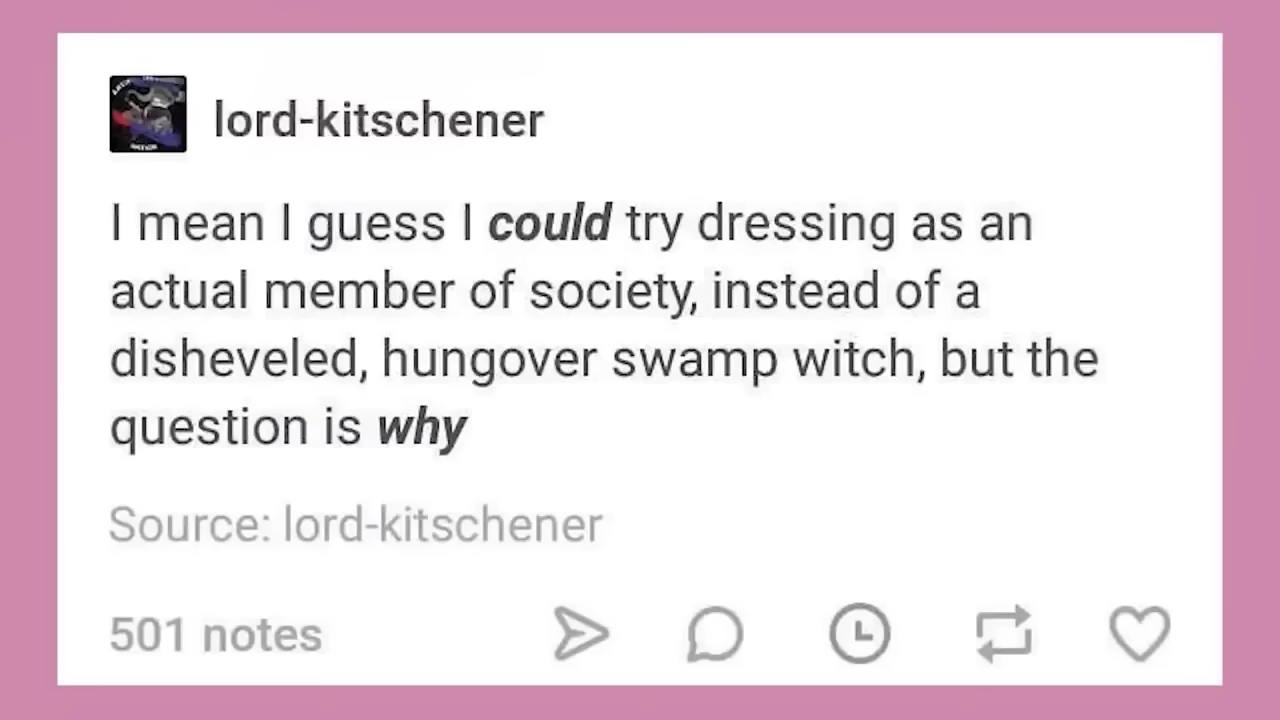 lord-kitschener
I mean I guess I could try dressing as an
actual member of society, instead of a
disheveled, hungover swamp witch, but the
question is why
Source: lord-kitschener
501 notes